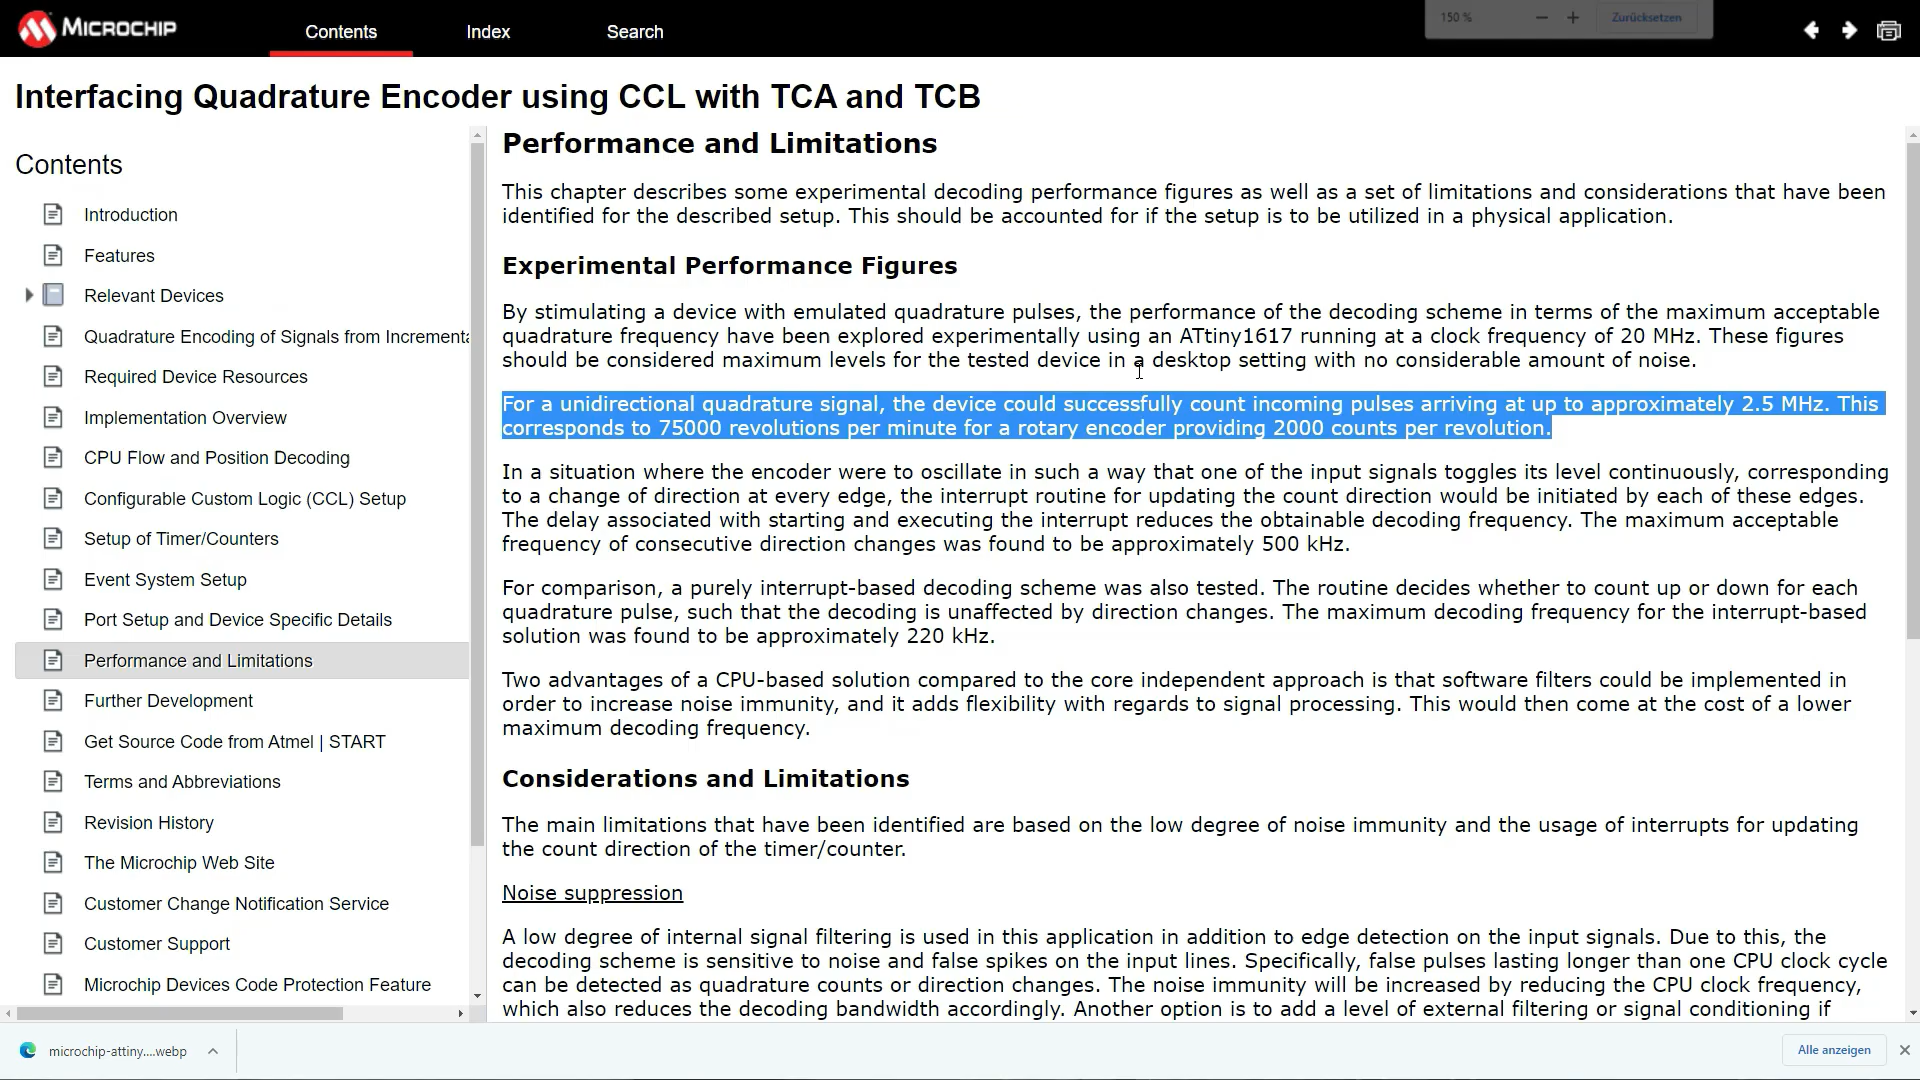 MICROCHIP
Contents
Index
Search
150 %
Zurücksetzen
Interfacing Quadrature Encoder using CCL with TCA and TCB
Contents
Introduction
Features
Relevant Devices
Quadrature Encoding of Signals from Incrementa
Required Device Resources
Implementation Overview
CPU Flow and Position Decoding
Configurable Custom Logic (CCL) Setup
Setup of Timer/Counters
Event System Setup
Port Setup and Device Specific Details
Performance and Limitations
Further Development
Get Source Code from Atmel | START
Terms and Abbreviations
Revision History
The Microchip Web Site
Customer Change Notification Service
Customer Support
Microchip Devices Code Protection Feature
Performance and Limitations
This chapter describes some experimental decoding performance figures as well as a set of limitations and considerations that have been
identified for the described setup. This should be accounted for if the setup is to be utilized in a physical application.
Experimental Performance Figures
By stimulating a device with emulated quadrature pulses, the performance of the decoding scheme in terms of the maximum acceptable
quadrature frequency have been explored experimentally using an ATtiny1617 running at a clock frequency of 20 MHz. These figures
should be considered maximum levels for the tested device in a desktop setting with no considerable amount of noise.
For a unidirectional quadrature signal, the device could successfully count incoming pulses arriving at up to approximately 2.5 MHz. This
corresponds to 75000 revolutions per minute for a rotary encoder providing 2000 counts per revolution.
In a situation where the encoder were to oscillate in such a way that one of the input signals toggles its level continuously, corresponding
to a change of direction at every edge, the interrupt routine for updating the count direction would be initiated by each of these edges.
The delay associated with starting and executing the interrupt reduces the obtainable decoding frequency. The maximum acceptable
frequency of consecutive direction changes was found to be approximately 500 kHz.
For comparison, a purely interrupt-based decoding scheme was also tested. The routine decides whether to count up or down for each
quadrature pulse, such that the decoding is unaffected by direction changes. The maximum decoding frequency for the interrupt-based
solution was found to be approximately 220 kHz.
Two advantages of a CPU-based solution compared to the core independent approach is that software filters could be implemented in
order to increase noise immunity, and it adds flexibility with regards to signal processing. This would then come at the cost of a lower
maximum decoding frequency.
Considerations and Limitations
The main limitations that have been identified are based on the low degree of noise immunity and the usage of interrupts for updating
the count direction of the timer/counter.
Noise suppression
A low degree of internal signal filtering is used in this application in addition to edge detection on the input signals. Due to this, the
decoding scheme is sensitive to noise and false spikes on the input lines. Specifically, false pulses lasting longer than one CPU clock cycle
can be detected as quadrature counts or direction changes. The noise immunity will be increased by reducing the CPU clock frequency,
which also reduces the decoding bandwidth accordingly. Another option is to add a level of external filtering or signal conditioning if
microchip-attiny....webp
Alle anzeigen